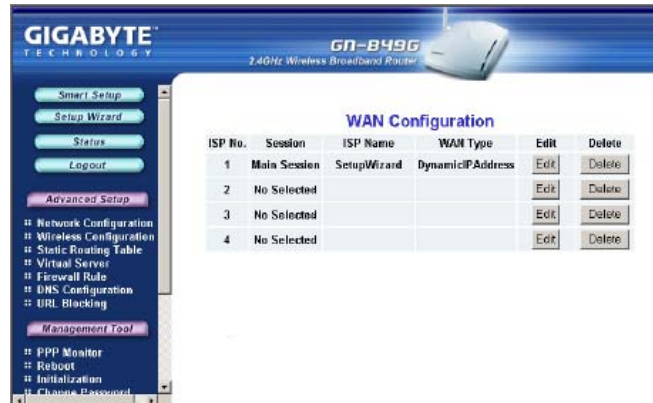 GIGABYTE™
TECHNOLOGY
GN-B49G
2.4GHz Wireless Broadband Router
Smart Setup
Setup Wizard
Status
Logout
Advanced Setup
Network Configuration
Wireless Configuration
Static Routing Table
Virtual Server
Firewall Rule
DNS Configuration
URL Blocking
Management Tool
PPP Monitor
Reboot
Initialization
Change Password
WAN Configuration
ISP No. Session ISP Name WAN Type Edit Delete
1 Main Session SetupWizard DynamicIPAddress Edit Delete
2 No Selected Edit Delete
3 No Selected Edit Delete
4 No Selected Edit Delete